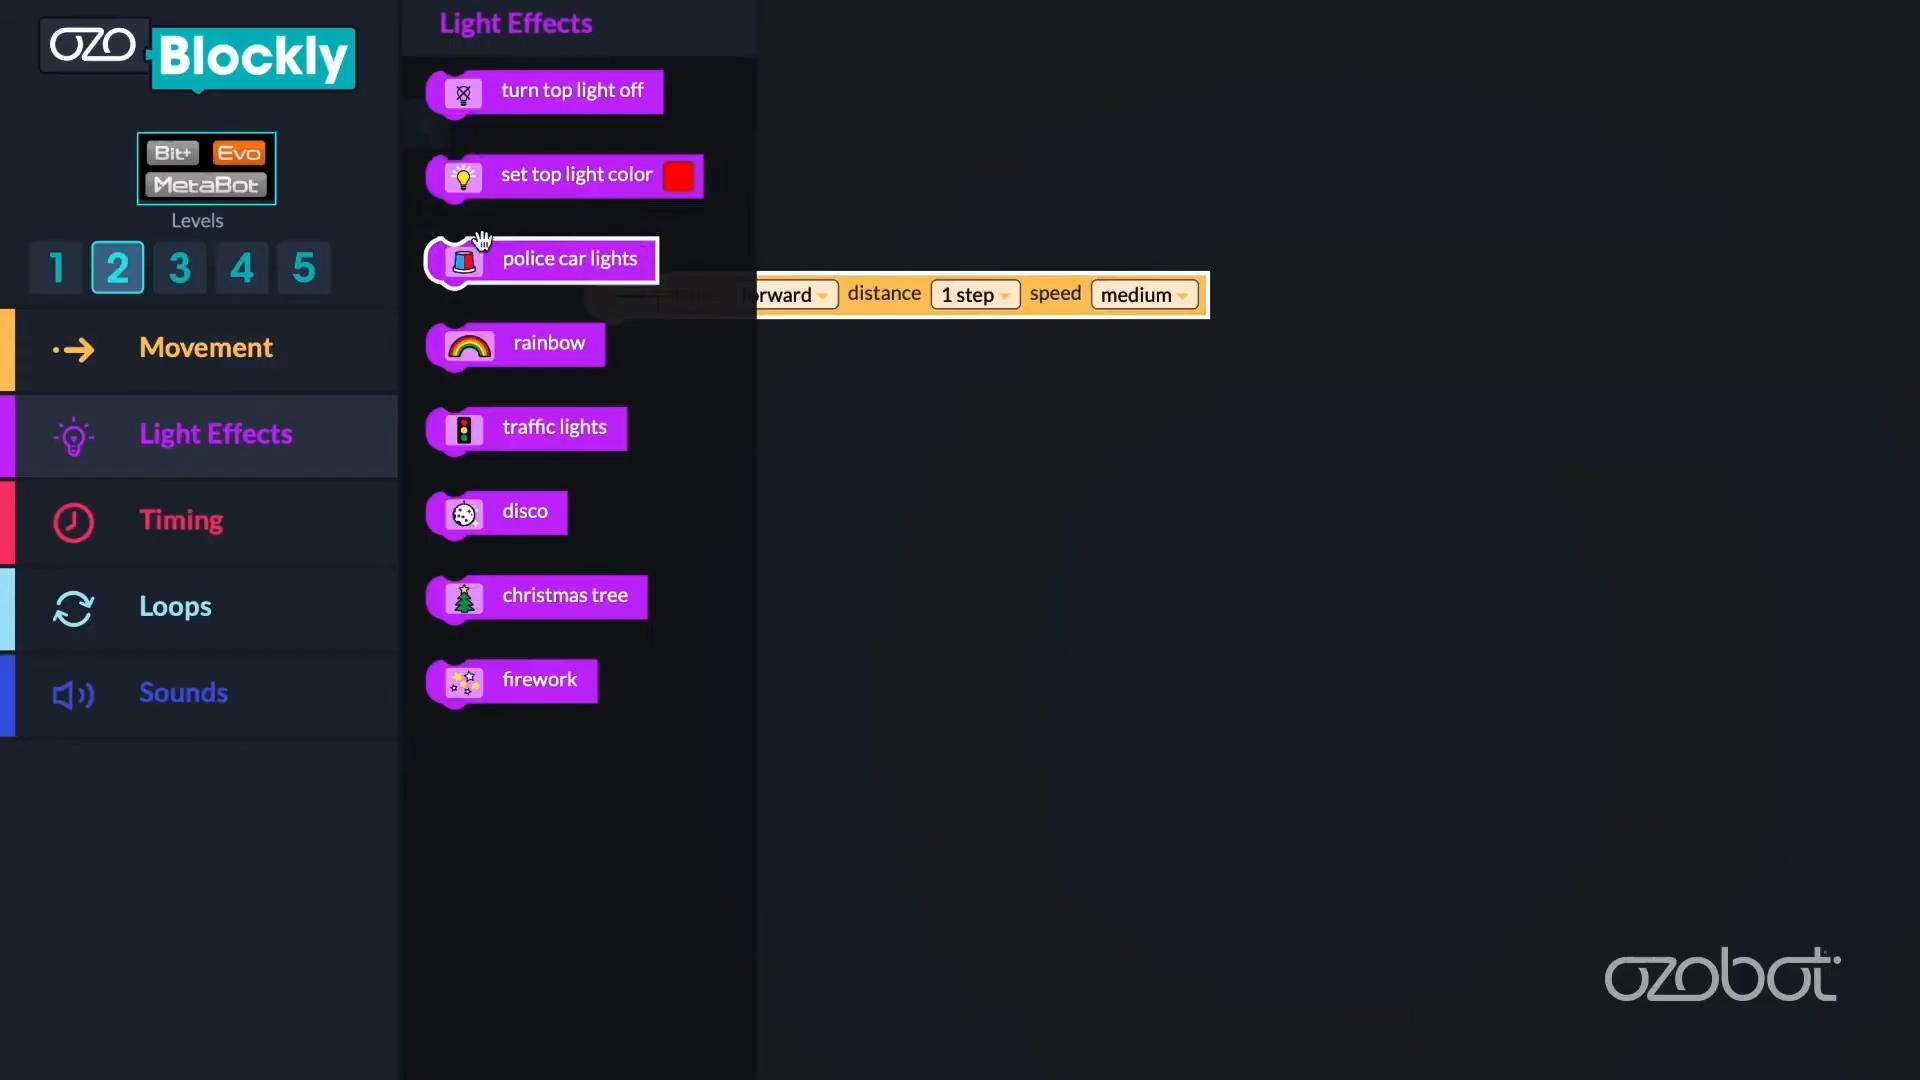 OZO Blockly
Bit+ Evo
MetaBot
Levels
1 2 3 4 5
Movement
Light Effects
Timing
Loops
Sounds
Light Effects
turn top light off
set top light color
police car lights
rainbow
traffic lights
disco
christmas tree
firework
distance 1 step speed medium
ozobot